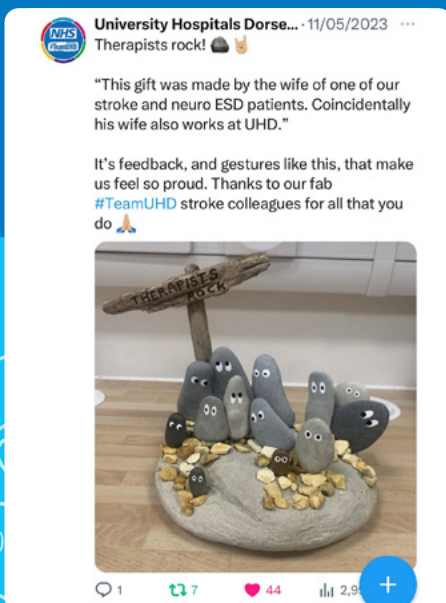 NHS
#TeamUHD
University Hospitals Dorse... · 11/05/2023 ...
Therapists rock! 🪨 🤘🏼
“This gift was made by the wife of one of our
stroke and neuro ESD patients. Coincidentally
his wife also works at UHD.”
It’s feedback, and gestures like this, that make
us feel so proud. Thanks to our fab
#TeamUHD stroke colleagues for all that you
do 🙏🏼
THERAPISTS
ROCK
1 7 44